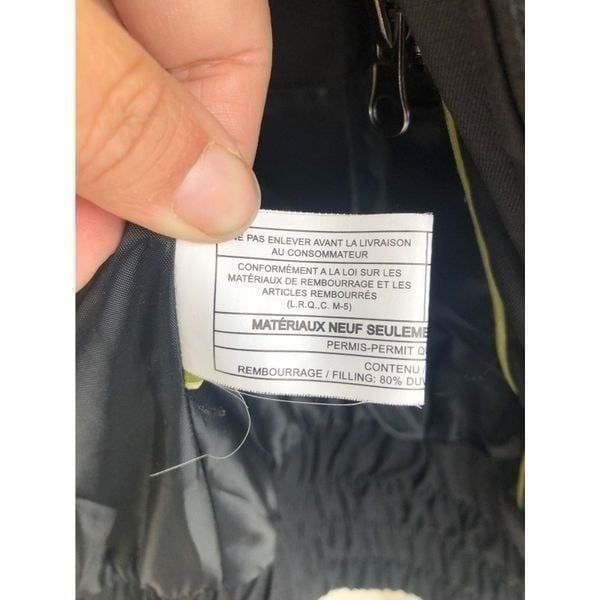 NE PAS ENLEVER AVANT LA LIVRAISON
AU CONSOMMATEUR
CONFORMÉMENT A LA LOI SUR LES
MATÉRIAUX DE REMBOURRAGE ET LES
ARTICLES REMBOURRÉS
(L.R.Q.,C. M-5)
MATÉRIAUX NEUF SEULEME
PERMIS-PERMIT Q
CONTENU /
REMBOURRAGE / FILLING: 80% DUV